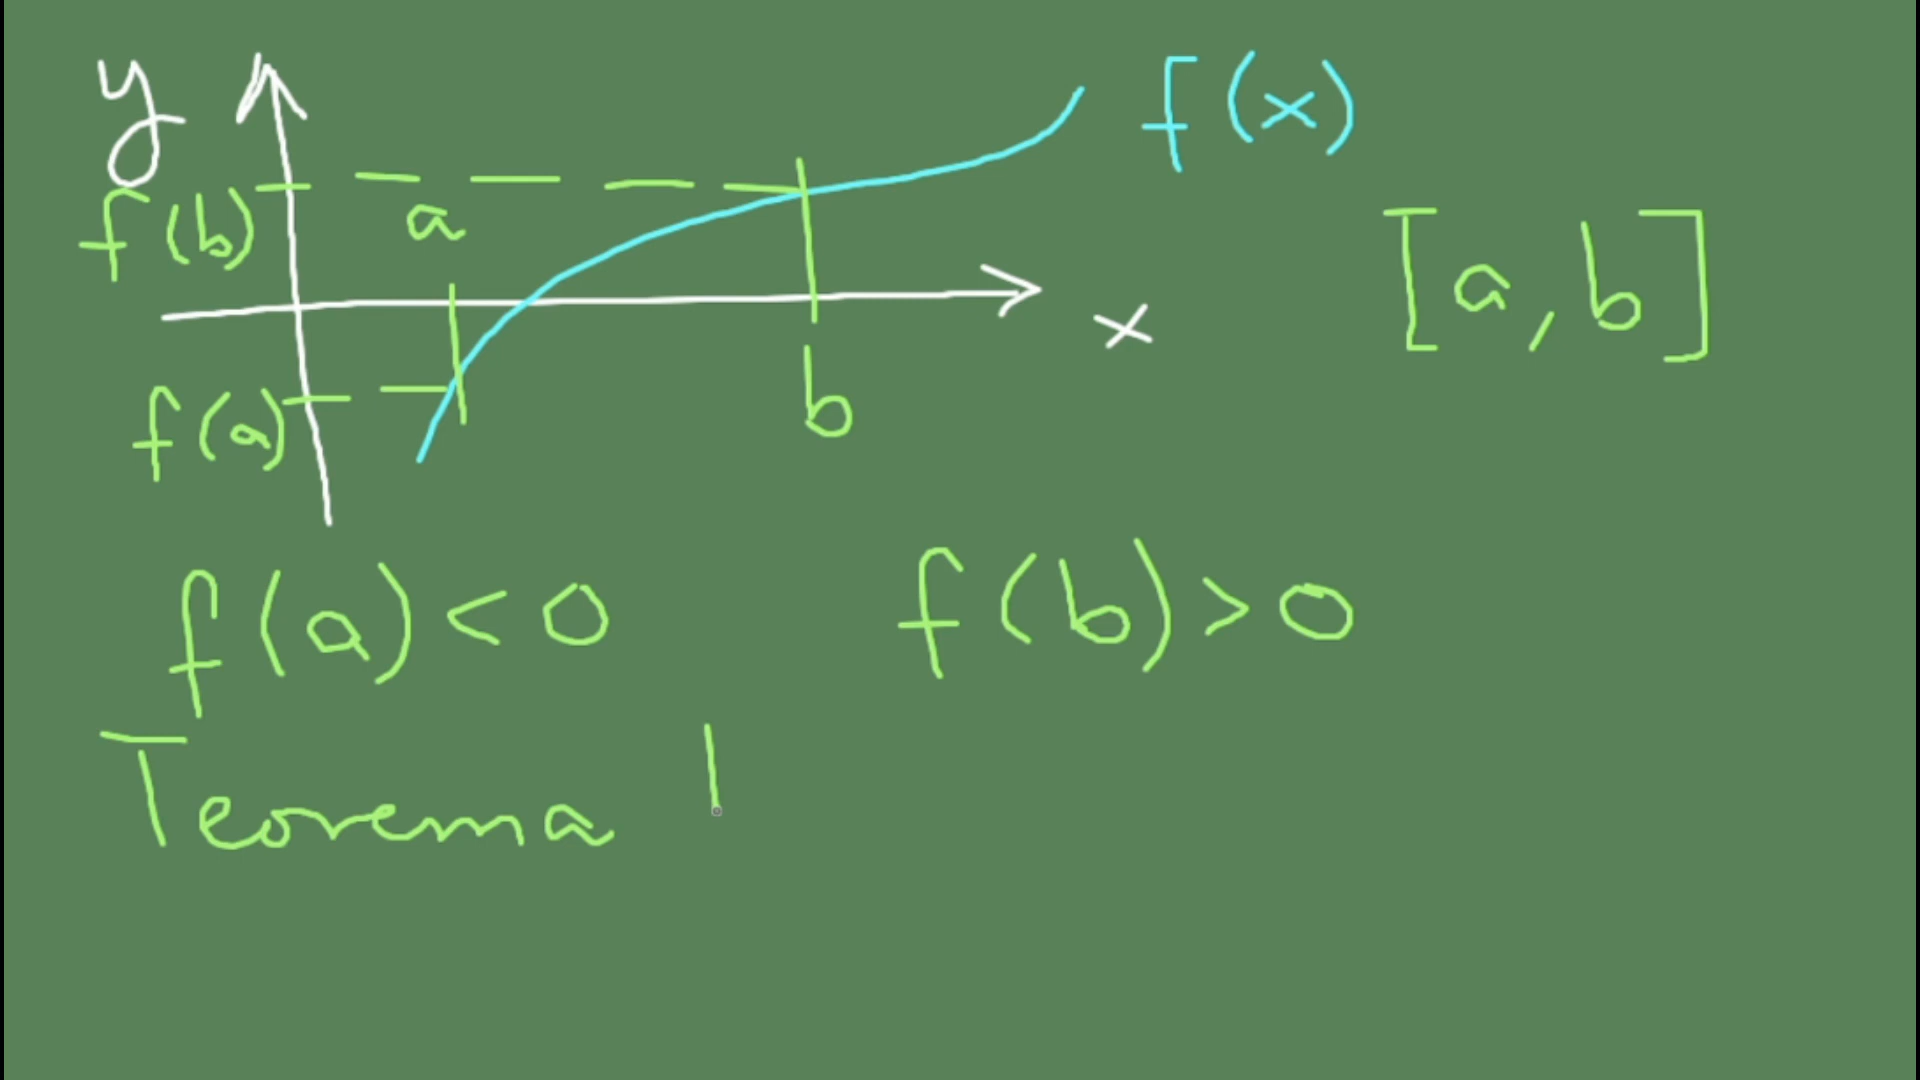 y
f(x)
f(b)
a
[a,b]
x
f(a)
b
f(a)<0 f(b)>0
Teorema